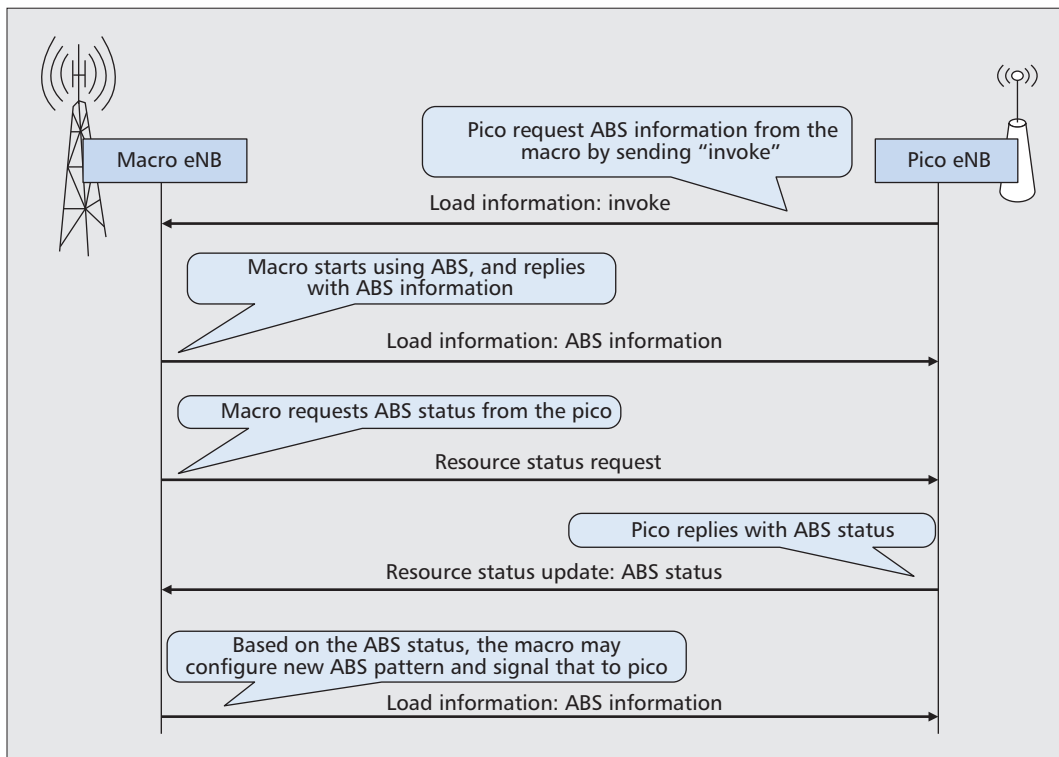 Macro eNB
Pico request ABS information from the
macro by sending “invoke”
Pico eNB
Load information: invoke
Macro starts using ABS, and replies
with ABS information
Load information: ABS information
Macro requests ABS status from the pico
Resource status request
Pico replies with ABS status
Resource status update: ABS status
Based on the ABS status, the macro may
configure new ABS pattern and signal that to pico
Load information: ABS information